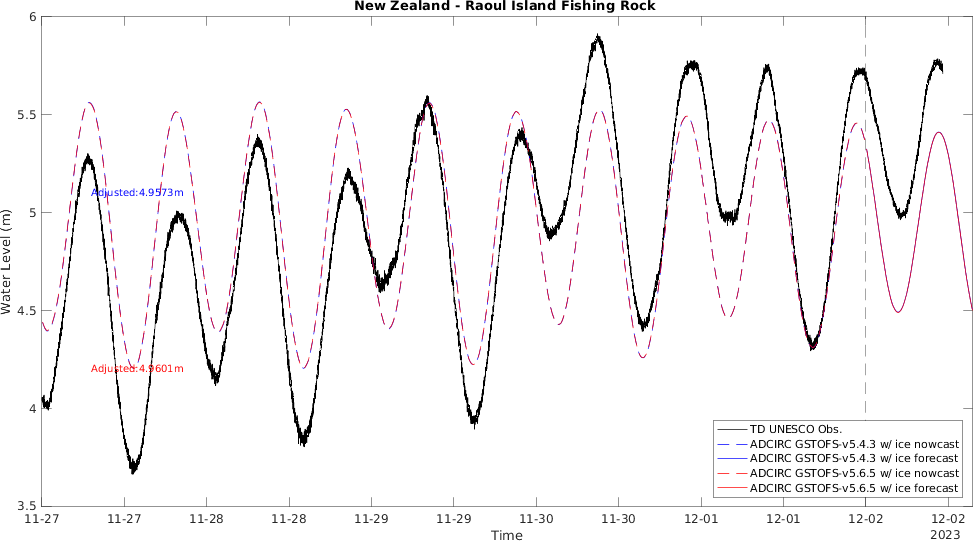 New Zealand - Raoul Island Fishing Rock
6
5.5
5
4.5
4
3.5
Water Level (m)
Adjusted:4.9573m
Adjusted:4.9601m
TD UNESCO Obs.
ADCIRC GSTOFS-v5.4.3 w/ ice nowcast
ADCIRC GSTOFS-v5.4.3 w/ ice forecast
ADCIRC GSTOFS-v5.6.5 w/ ice nowcast
ADCIRC GSTOFS-v5.6.5 w/ ice forecast
11-27 11-27 11-28 11-28 11-29 11-29 11-30 11-30 12-01 12-01 12-02 12-02
2023
Time